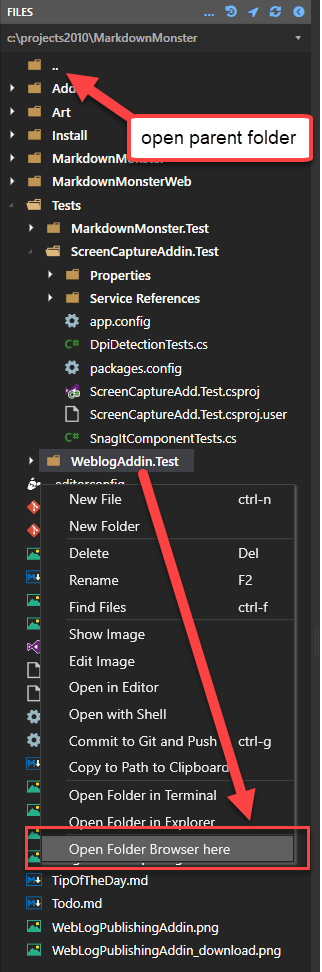 FILES ...
c:\projects2010\MarkdownMonster
..
Add
Art
open parent folder
Install
MarkdownMonster
MarkdownMonsterWeb
Tests
MarkdownMonster.Test
ScreenCaptureAddin.Test
Properties
Service References
app.config
C# DpiDetectionTests.cs
packages.config
ScreenCaptureAdd.Test.csproj
ScreenCaptureAdd.Test.csproj.user
C# SnagItComponentTests.cs
WeblogAddin.Test
.editorconfig
New File ctrl-n
New Folder
Delete Del
Rename F2
Find Files ctrl-f
Show Image
Edit Image
Open in Editor
Open with Shell
Commit to Git and Push ctrl-g
Copy to Path to Clipboard
Open Folder in Terminal
Open Folder in Explorer
Open Folder Browser here
TipOfTheDay.md
Todo.md
WebLogPublishingAddin.png
WebLogPublishingAddin_download.png